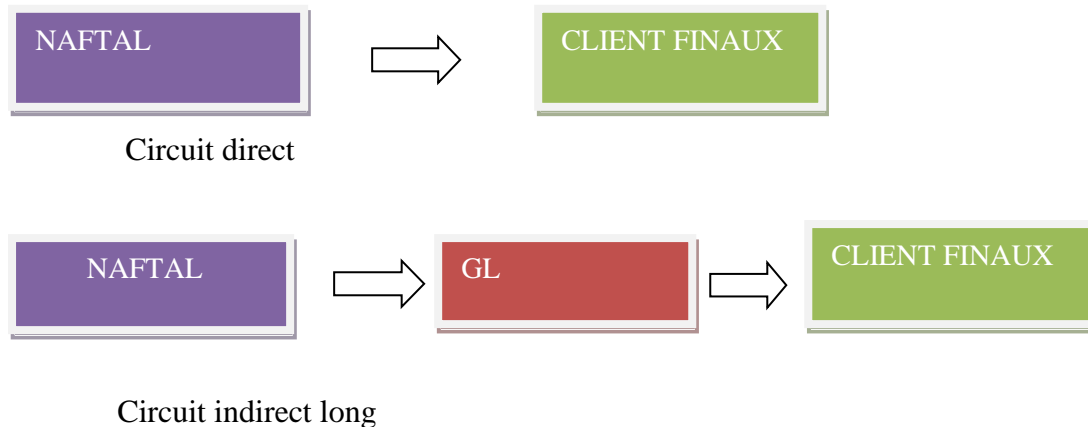 NAFTAL
CLIENT FINAUX
Circuit direct
NAFTAL
GL
CLIENT FINAUX
Circuit indirect long